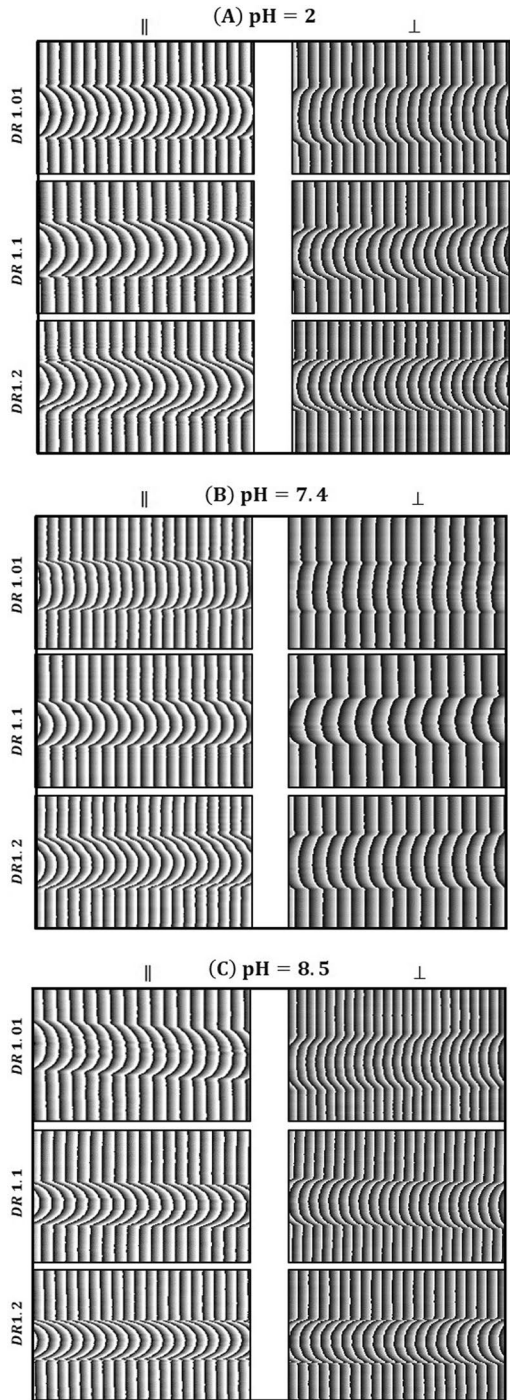 (A) pH = 2
∥ ⊥
DR 1.01
DR 1.1
DR1.2
(B) pH = 7.4
∥ ⊥
DR 1.01
DR 1.1
DR1.2
(C) pH = 8.5
∥ ⊥
DR 1.01
DR 1.1
DR1.2